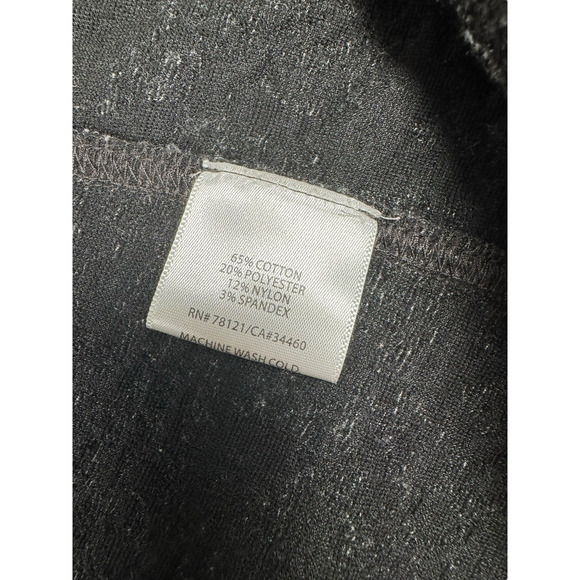 65% COTTON
20% POLYESTER
12% NYLON
3% SPANDEX
RN# 78121/CA#34460
MACHINE WASH COLD